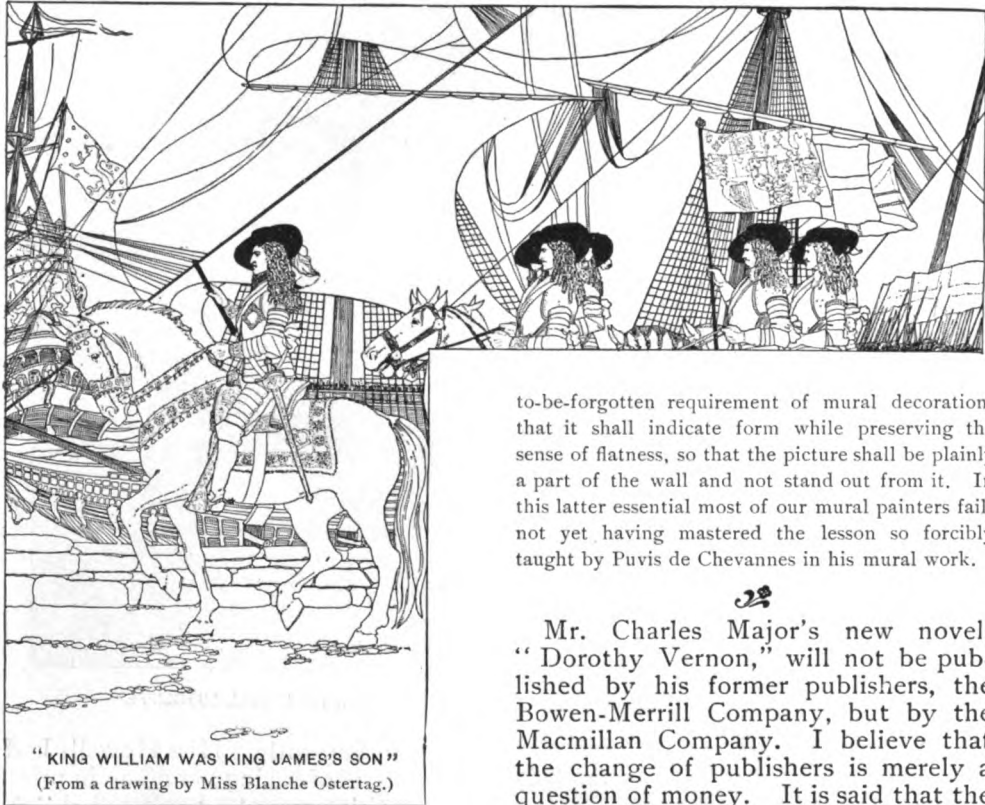 "KING WILLIAM WAS KING JAMES'S SON"
(From a drawing by Miss Blanche Ostertag.)
to-be-forgotten requirement of mural decoration
that it shall indicate form while preserving th
sense of flatness, so that the picture shall be plainl
a part of the wall and not stand out from it. I
this latter essential most of our mural painters fail
not yet having mastered the lesson so forcibl
taught by Puvis de Chevannes in his mural work.
Mr. Charles Major's new novel
"Dorothy Vernon," will not be pub
lished by his former publishers, the
Bowen-Merrill Company, but by the
Macmillan Company. I believe that
the change of publishers is merely a
question of money. It is said that the